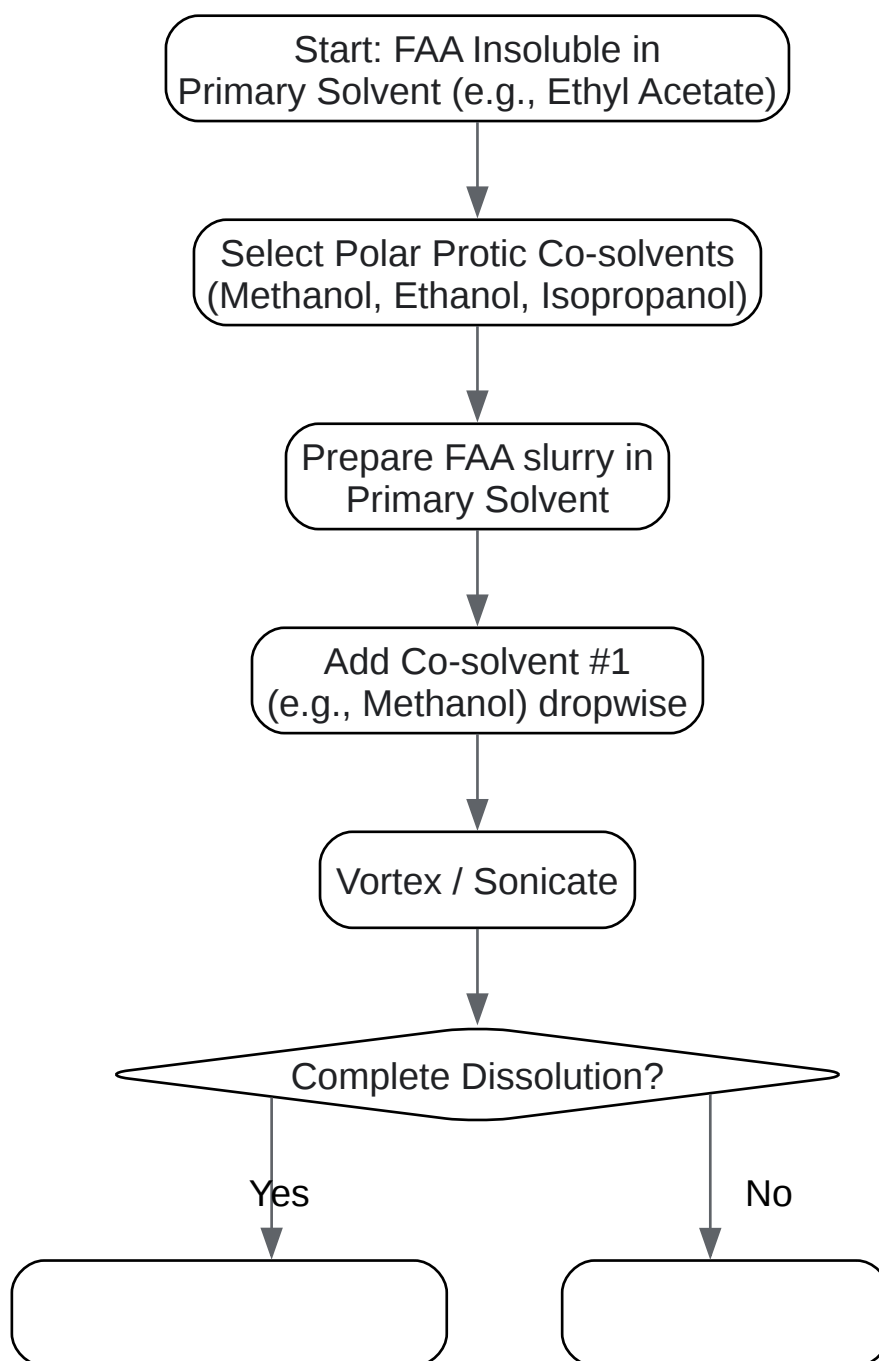 Start: FAA Insoluble in
Primary Solvent (e.g., Ethyl Acetate)
Select Polar Protic Co-solvents
(Methanol, Ethanol, Isopropanol)
Prepare FAA slurry in
Primary Solvent
Add Co-solvent #1
(e.g., Methanol) dropwise
Vortex / Sonicate
Complete Dissolution?
Yes
No